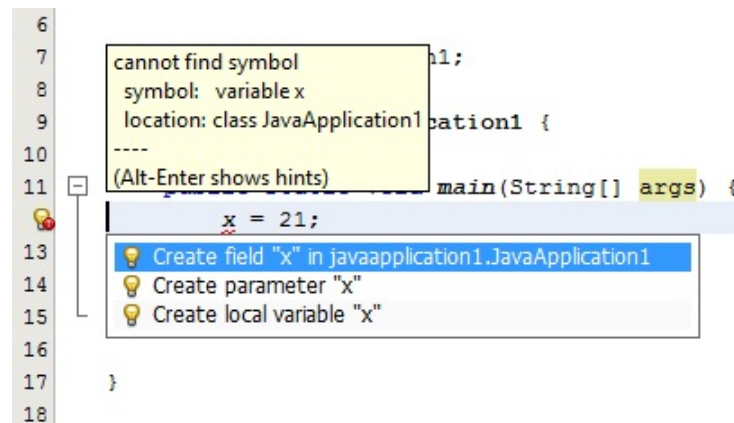 6
7 n1;
8
9 cation1 {
10
11 main(String[] args) {
x = 21;
13
14
15
16
17 }
18
cannot find symbol
symbol: variable x
location: class JavaApplication1
----
(Alt-Enter shows hints)
Create field "x" in javaapplication1.JavaApplication1
Create parameter "x"
Create local variable "x"